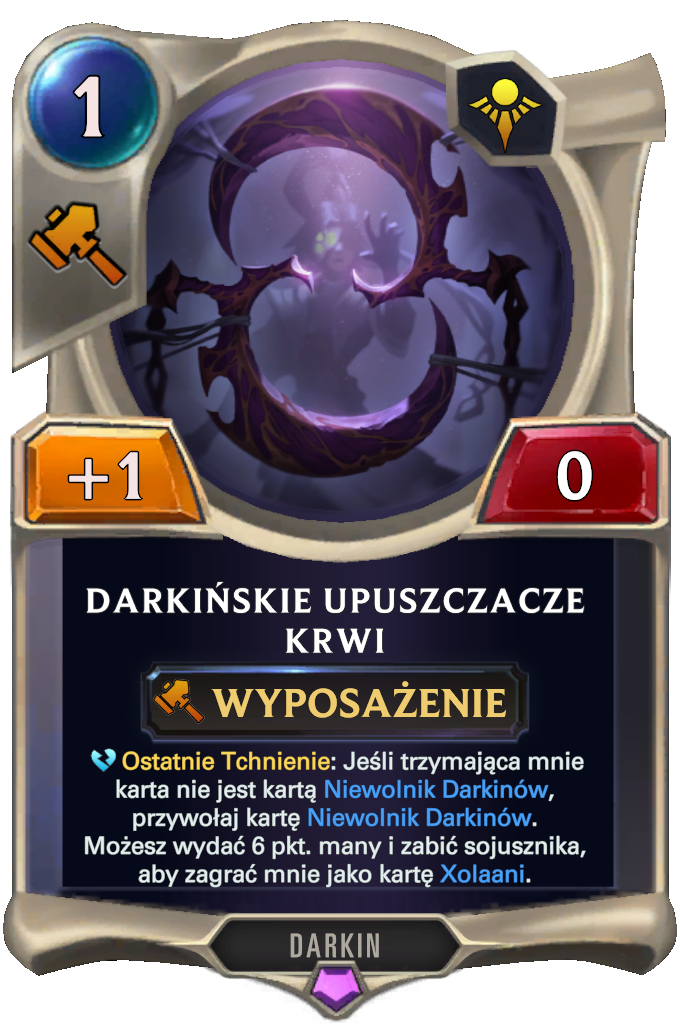 1
+1
0
DARKIŃSKIE UPUSZCZACZE
KRWI
WYPOSAŻENIE
Ostatnie Tchnienie: Jeśli trzymająca mnie
karta nie jest kartą Niewolnik Darkinów,
przywołaj kartę Niewolnik Darkinów.
Możesz wydać 6 pkt. many i zabić sojusznika,
aby zagrać mnie jako kartę Xolaani.
DARKIN